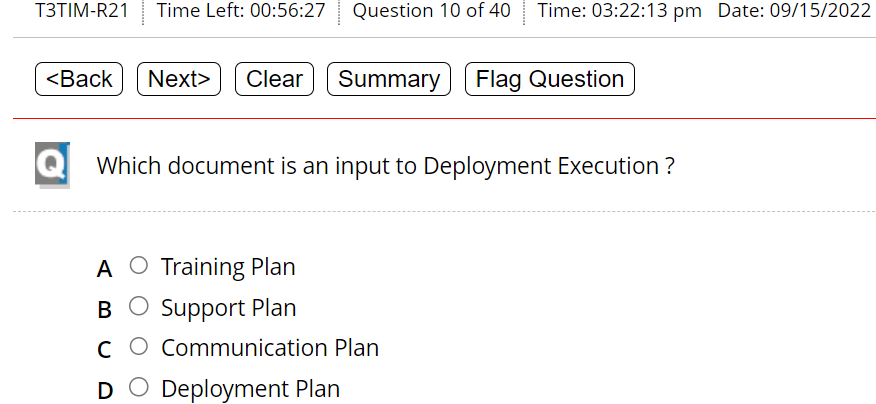 T3TIM-R21 Time Left: 00:56:27 Question 10 of 40 Time: 03:22:13 pm Date: 09/15/2022
<Back Next> Clear Summary Flag Question
Q Which document is an input to Deployment Execution ?
A Training Plan
B Support Plan
C Communication Plan
D Deployment Plan